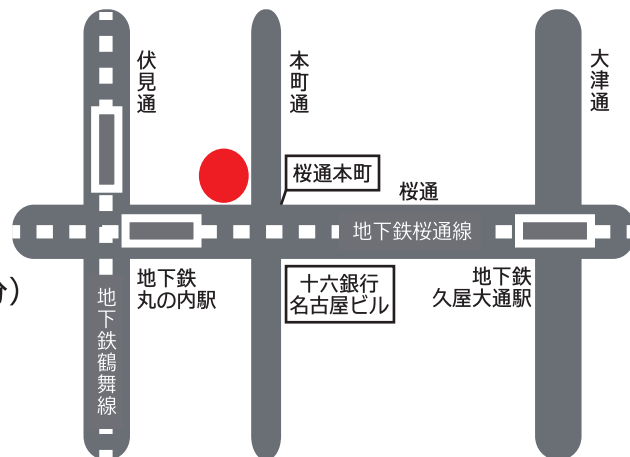 伏見通
本町通
大津通
桜通本町
桜通
地下鉄桜通線
地下鉄
丸の内駅
十六銀行
名古屋ビル
地下鉄
久屋大通駅
分）
地下鉄鶴舞線